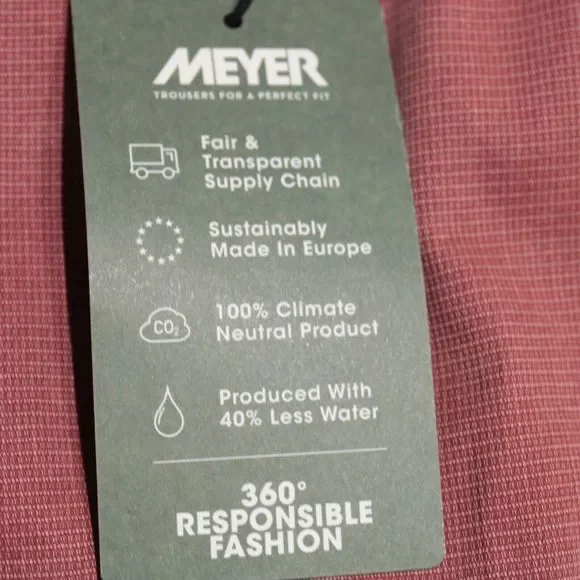 MEYER
TROUSERS FOR A PERFECT FIT
Fair &
Transparent
Supply Chain
Sustainably
Made In Europe
CO₂
100% Climate
Neutral Product
Produced With
40% Less Water
360°
RESPONSIBLE
FASHION